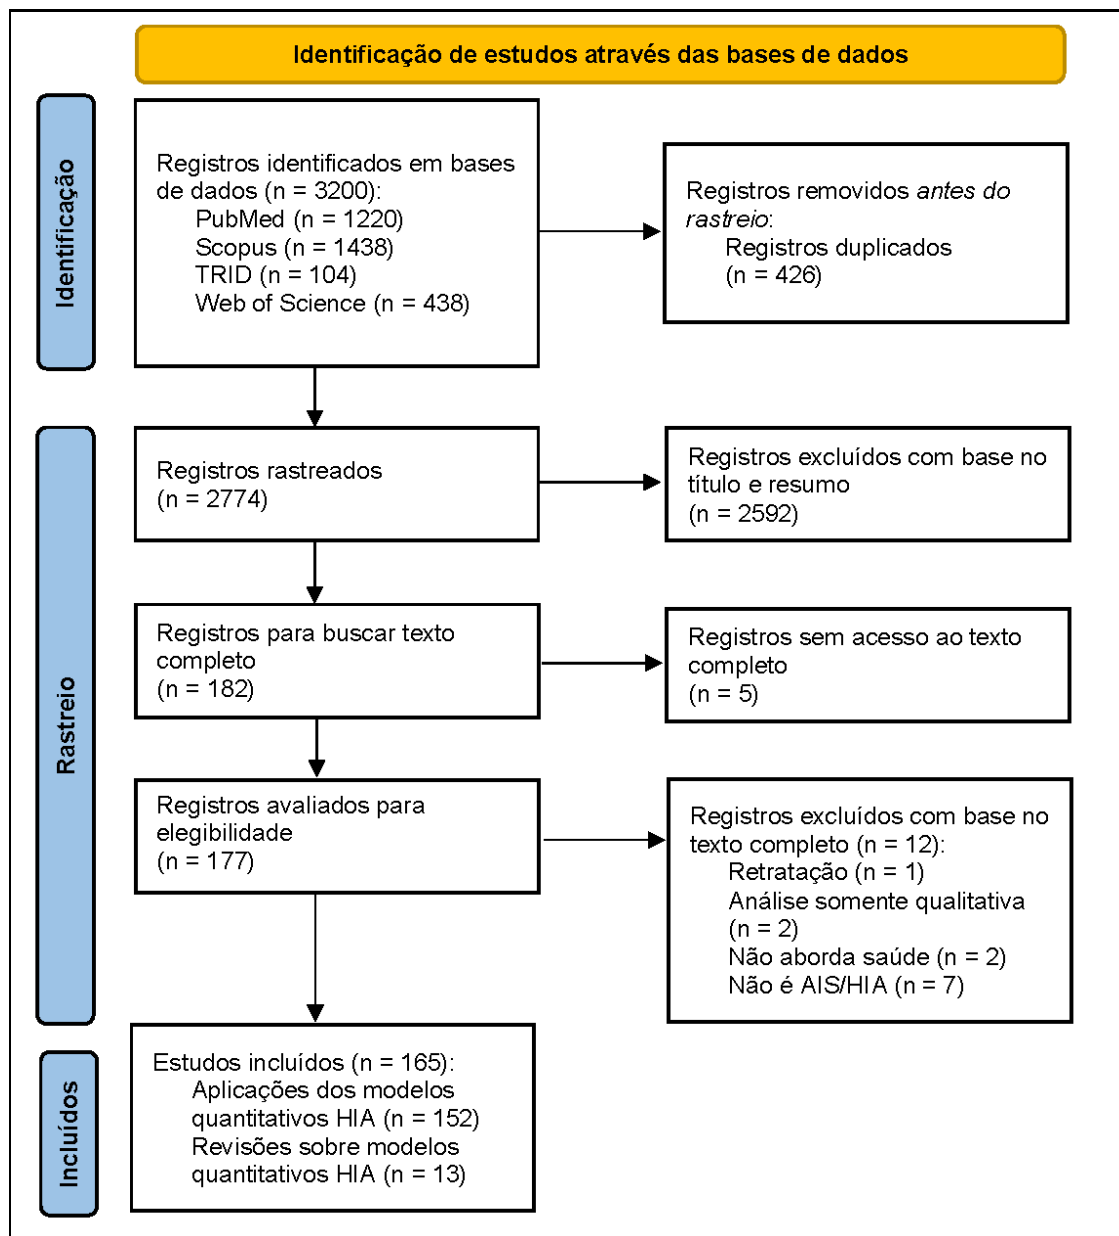 Identificação de estudos através das bases de dados
Identificação
Registros identificados em bases
de dados (n = 3200):
PubMed (n = 1220)
Scopus (n = 1438)
TRID (n = 104)
Web of Science (n = 438)
Registros removidos antes do
rastreio:
Registros duplicados
(n = 426)
Rastreio
Registros rastreados
(n = 2774)
Registros excluídos com base no
título e resumo
(n = 2592)
Registros para buscar texto
completo
(n = 182)
Registros sem acesso ao texto
completo
(n = 5)
Registros avaliados para
elegibilidade
(n = 177)
Registros excluídos com base no
texto completo (n = 12):
Retratação (n = 1)
Análise somente qualitativa
(n = 2)
Não aborda saúde (n = 2)
Não é AIS/HIA (n = 7)
Incluídos
Estudos incluídos (n = 165):
Aplicações dos modelos
quantitativos HIA (n = 152)
Revisões sobre modelos
quantitativos HIA (n = 13)